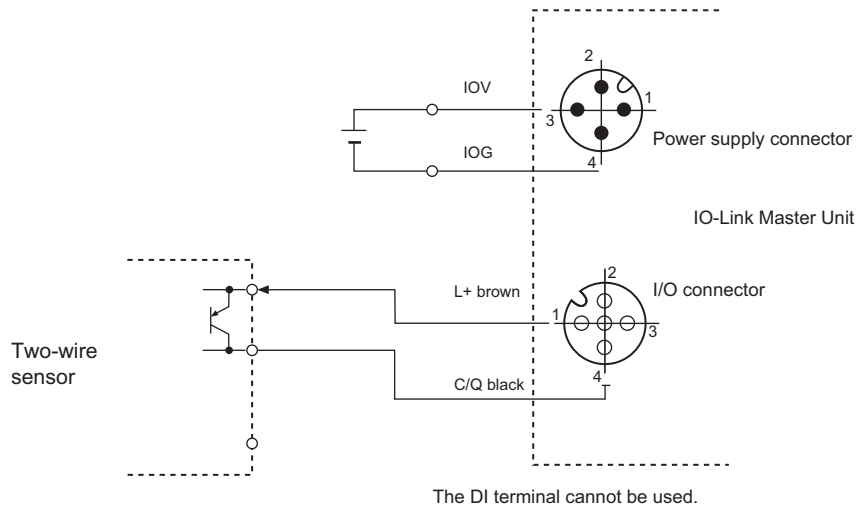 2
IOV
1
3
IOG
4
Power supply connector
IO-Link Master Unit
2
L+ brown
I/O connector
1
3
Two-wire
sensor
4
C/Q black
The DI terminal cannot be used.